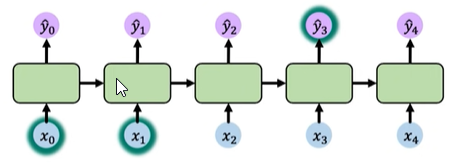 ŷ₀ ŷ₁ ŷ₂ ŷ₃ ŷ₄
x₀ x₁ x₂ x₃ x₄